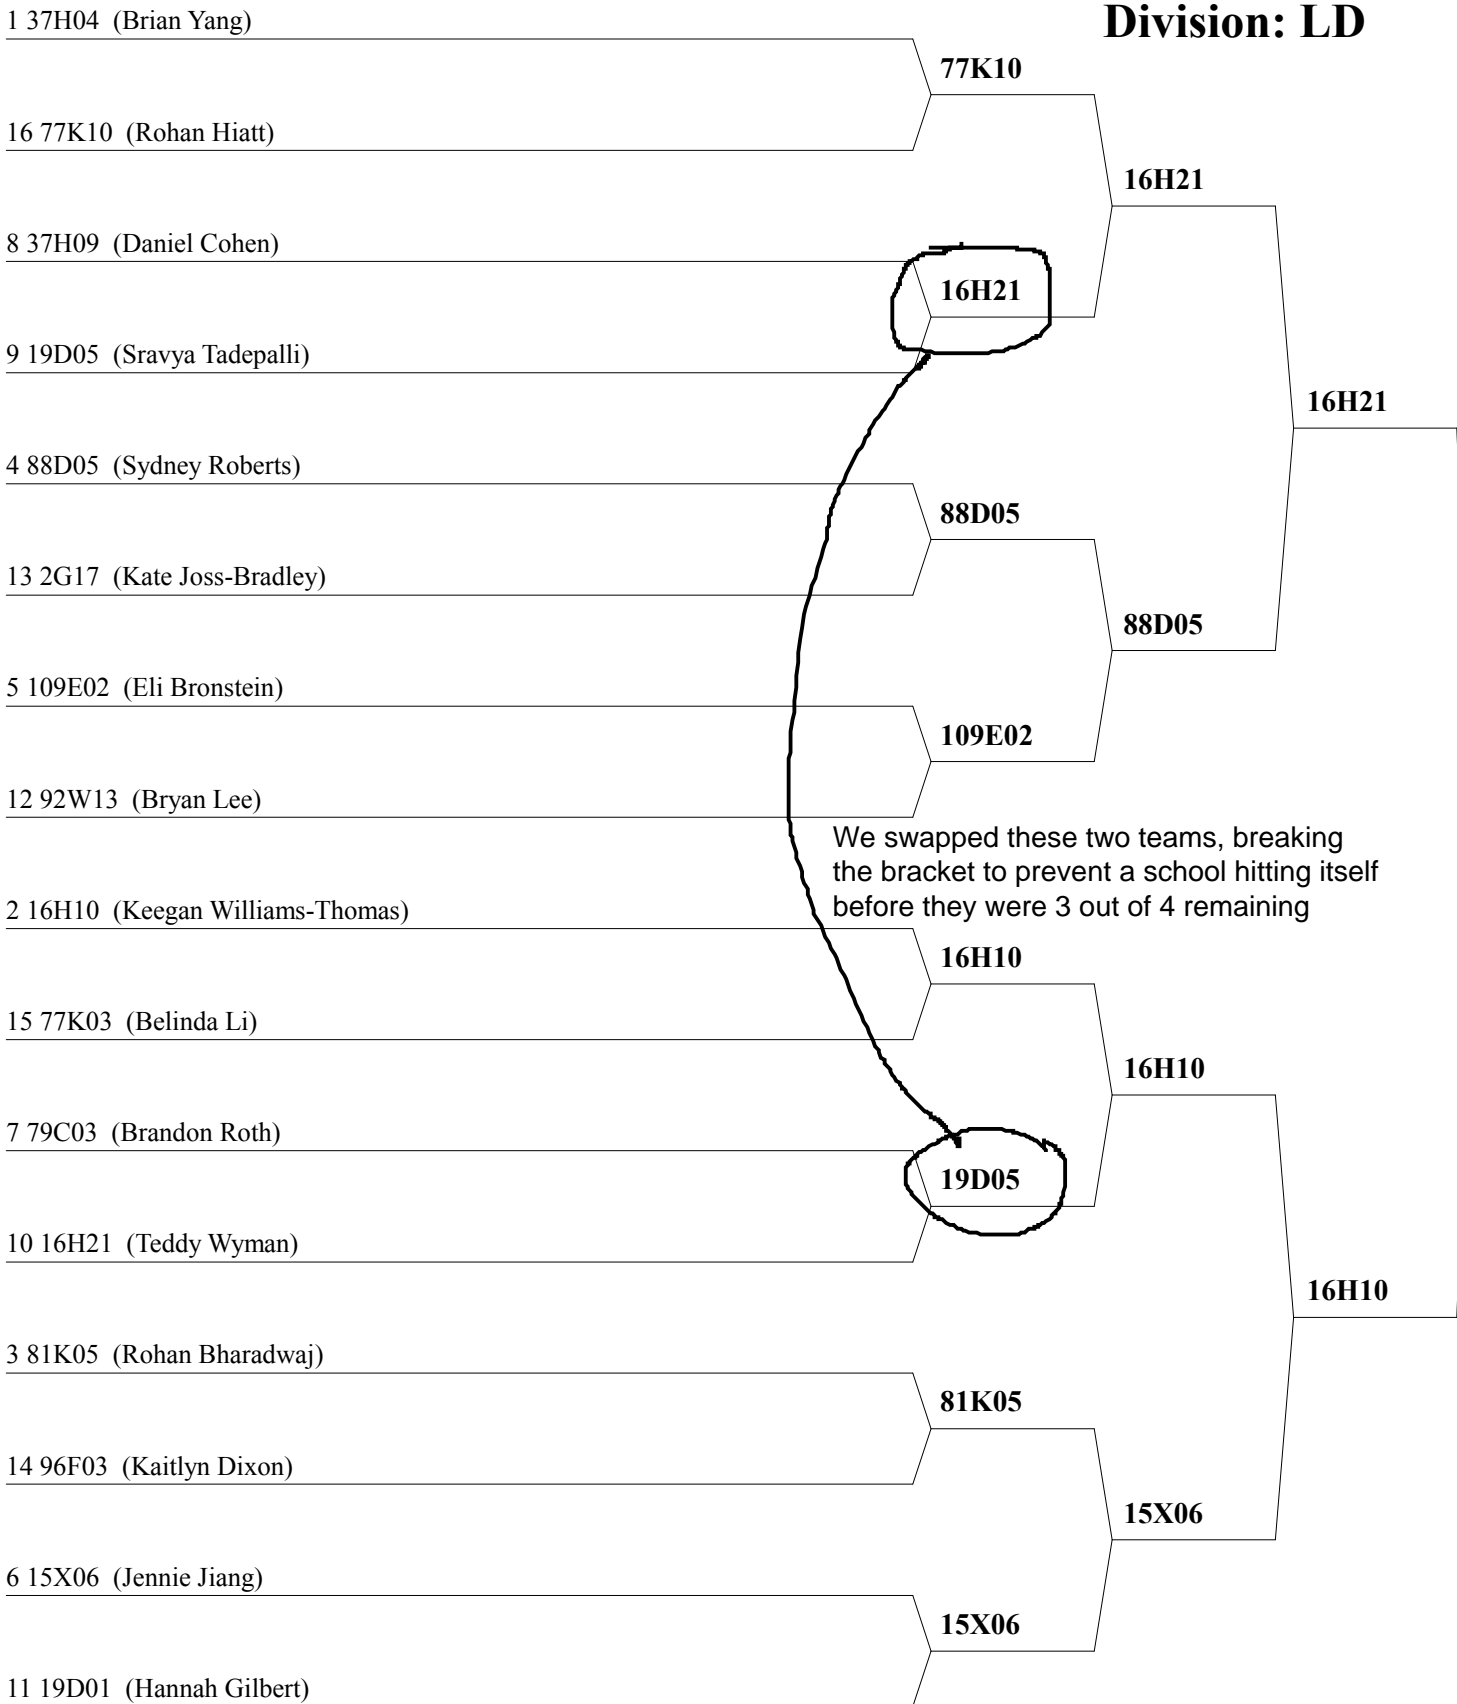 Division: LD
1 37H04 (Brian Yang)
77K10
16 77K10 (Rohan Hiatt)
16H21
8 37H09 (Daniel Cohen)
16H21
9 19D05 (Sravya Tadepalli)
16H21
4 88D05 (Sydney Roberts)
88D05
13 2G17 (Kate Joss-Bradley)
88D05
5 109E02 (Eli Bronstein)
109E02
12 92W13 (Bryan Lee)
We swapped these two teams, breaking
the bracket to prevent a school hitting itself
before they were 3 out of 4 remaining
2 16H10 (Keegan Williams-Thomas)
16H10
15 77K03 (Belinda Li)
16H10
7 79C03 (Brandon Roth)
19D05
10 16H21 (Teddy Wyman)
16H10
3 81K05 (Rohan Bharadwaj)
81K05
14 96F03 (Kaitlyn Dixon)
15X06
6 15X06 (Jennie Jiang)
15X06
11 19D01 (Hannah Gilbert)